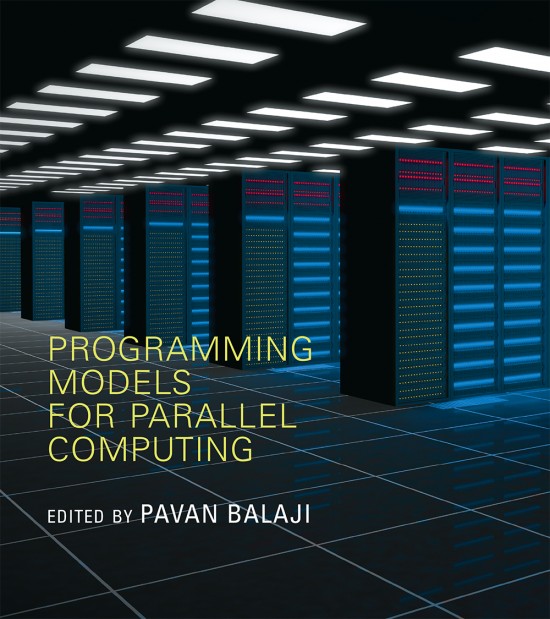 PROGRAMMING
MODELS
FOR PARALLEL
COMPUTING
EDITED BY PAVAN BALAJI